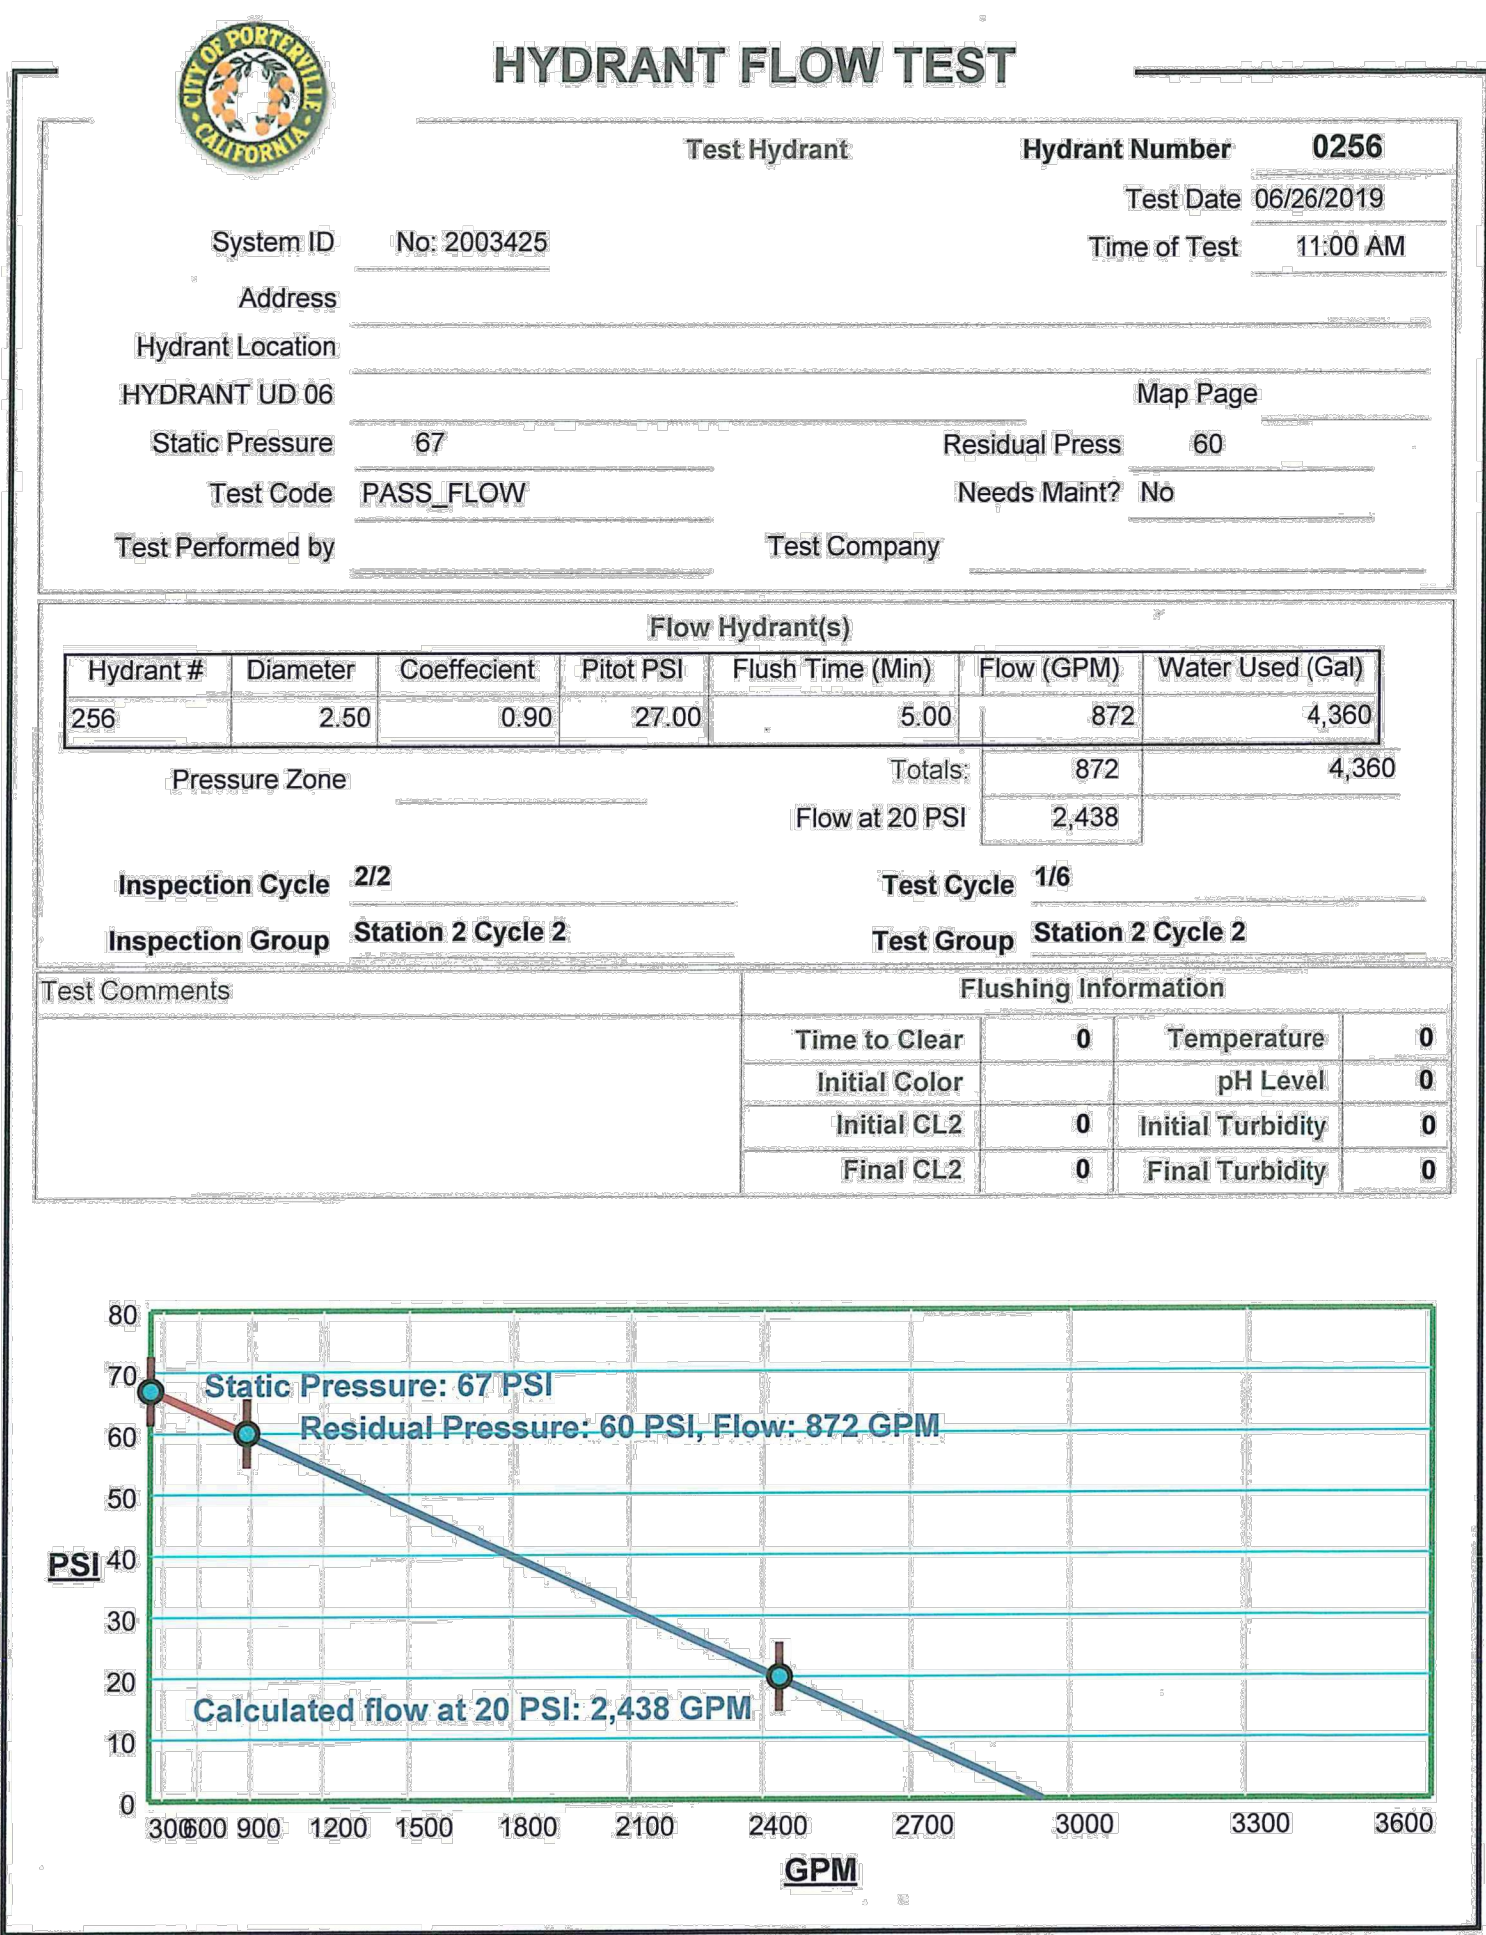 CITY OF PORTERVILLE
CALIFORNIA
HYDRANT FLOW TEST
Test Hydrant
Hydrant Number 0256
Test Date 06/26/2019
System ID No: 2003425
Time of Test 11:00 AM
Address
Hydrant Location
HYDRANT UD 06
Map Page
Static Pressure 67
Residual Press 60
Test Code PASS_FLOW
Needs Maint? No
Test Performed by
Test Company
Flow Hydrant(s)
Hydrant # Diameter Coeffecient Pitot PSI Flush Time (Min) Flow (GPM) Water Used (Gal)
256 2.50 0.90 27.00 5.00 872 4,360
Pressure Zone
Totals: 872 4,360
Flow at 20 PSI 2,438
Inspection Cycle 2/2
Test Cycle 1/6
Inspection Group Station 2 Cycle 2
Test Group Station 2 Cycle 2
Test Comments
Flushing Information
Time to Clear 0 Temperature 0
Initial Color pH Level 0
Initial CL2 0 Initial Turbidity 0
Final CL2 0 Final Turbidity 0
80
70
Static Pressure: 67 PSI
60
Residual Pressure: 60 PSI, Flow: 872 GPM
50
PSI 40
30
20
Calculated flow at 20 PSI: 2,438 GPM
10
0
300 600 900 1200 1500 1800 2100 2400 2700 3000 3300 3600
GPM